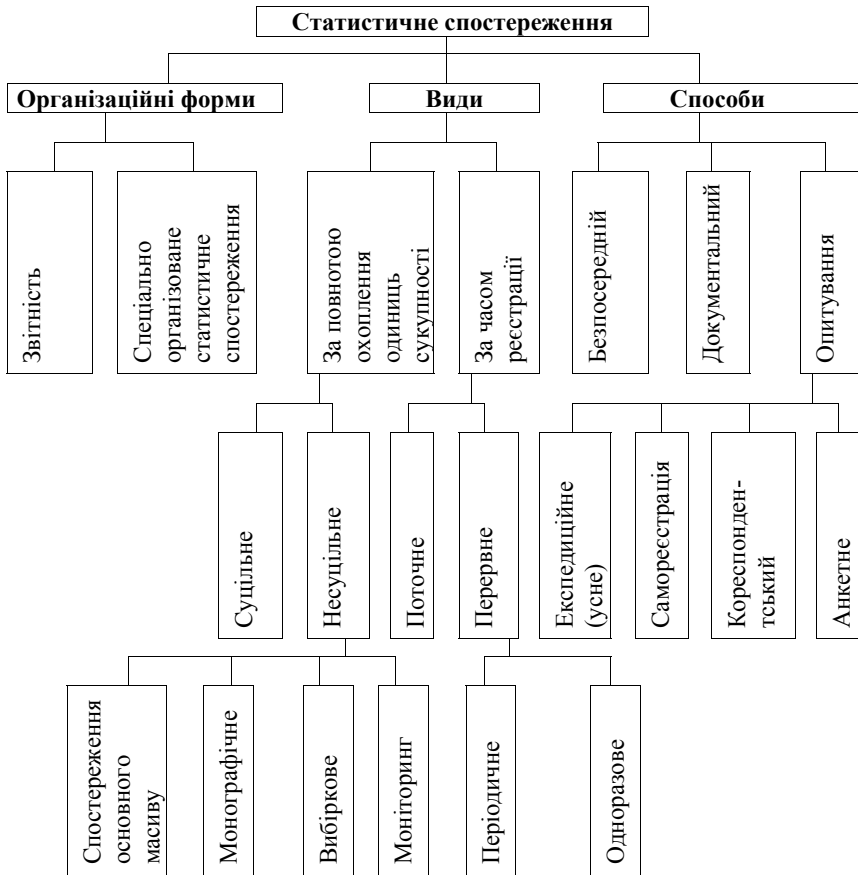 Статистичне спостереження
Організаційні форми
Види
Способи
Звітність
Спеціально
організоване
статистичне
спостереження
За повнотою
охоплення
одиниць
сукупності
За часом
реєстрації
Безпосередній
Документальний
Опитування
Суцільне
Несуцільне
Поточне
Перервне
Експедиційне
(усне)
Самореєстрація
Кореспонден-
тський
Анкетне
Спостереження
основного
масиву
Монографічне
Вибіркове
Моніторинг
Періодичне
Одноразове